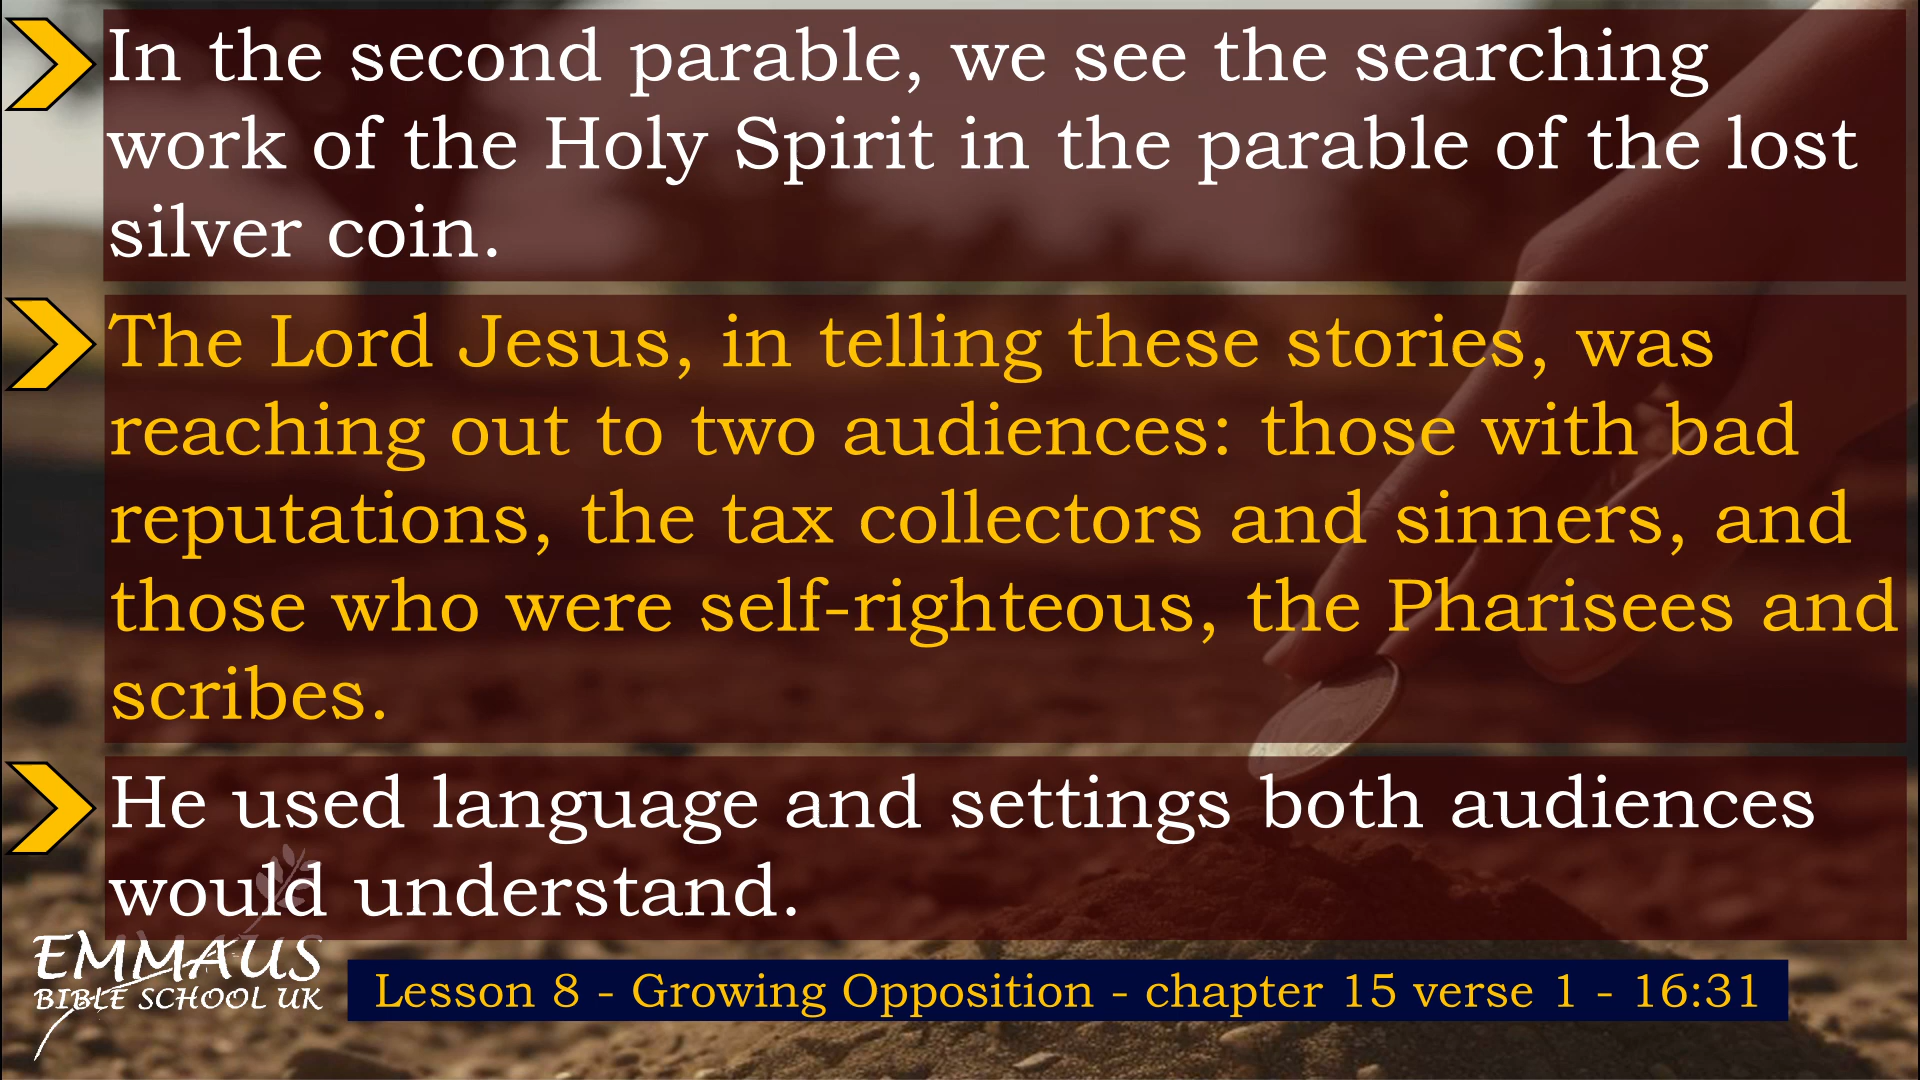 In the second parable, we see the searching
work of the Holy Spirit in the parable of the lost
silver coin.
The Lord Jesus, in telling these stories, was
reaching out to two audiences: those with bad
reputations, the tax collectors and sinners, and
those who were self-righteous, the Pharisees and
scribes.
He used language and settings both audiences
would understand.
EMMAUS
BIBLE SCHOOL UK
Lesson 8 - Growing Opposition - chapter 15 verse 1 - 16:31